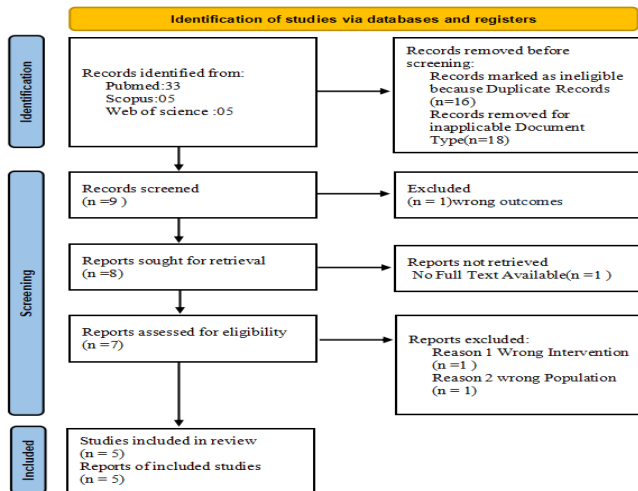 Identification of studies via databases and registers
Identification
Records identified from:
Pubmed:33
Scopus:05
Web of science :05
Records removed before
screening:
Records marked as ineligible
because Duplicate Records
(n=16)
Records removed for
inapplicable Document
Type(n=18)
Screening
Records screened
(n =9 )
Excluded
(n = 1)wrong outcomes
Reports sought for retrieval
(n =8)
Reports not retrieved
No Full Text Available(n =1 )
Reports assessed for eligibility
(n =7)
Reports excluded:
Reason 1 Wrong Intervention
(n =1 )
Reason 2 wrong Population
(n = 1)
Included
Studies included in review
(n = 5)
Reports of included studies
(n = 5)